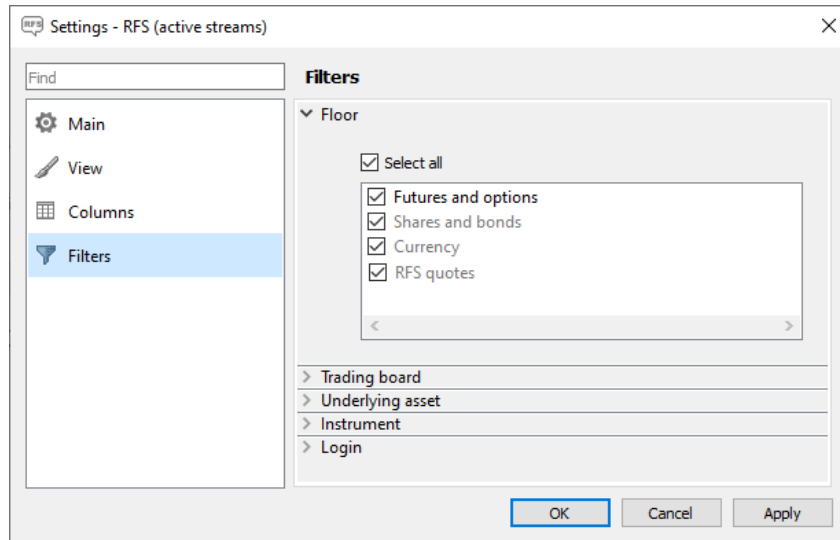 RFS
Settings - RFS (active streams)
Find
Main
View
Columns
Filters
Filters
Floor
Select all
Futures and options
Shares and bonds
Currency
RFS quotes
Trading board
Underlying asset
Instrument
Login
OK
Cancel
Apply